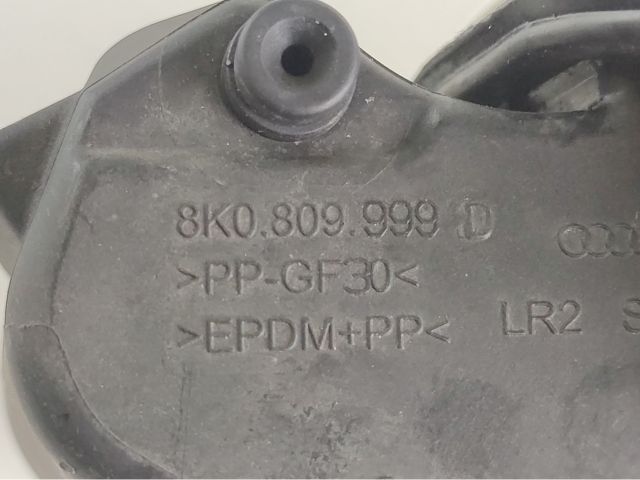 8K0.809.999 D
>PP-GF30<
>EPDM+PP<
LR2